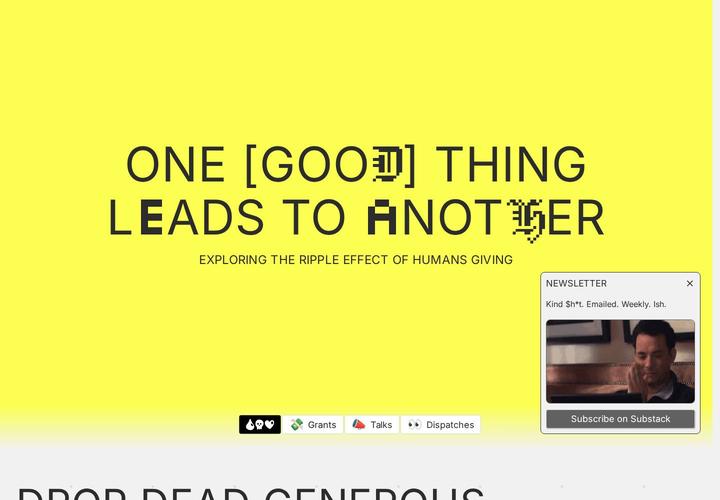 ONE [GOOD] THING
LEADS TO ANOTHER
EXPLORING THE RIPPLE EFFECT OF HUMANS GIVING
NEWSLETTER
Kind $h*t. Emailed. Weekly. Ish.
Subscribe on Substack
Grants
Talks
Dispatches
DROP DEAD GENEROUS